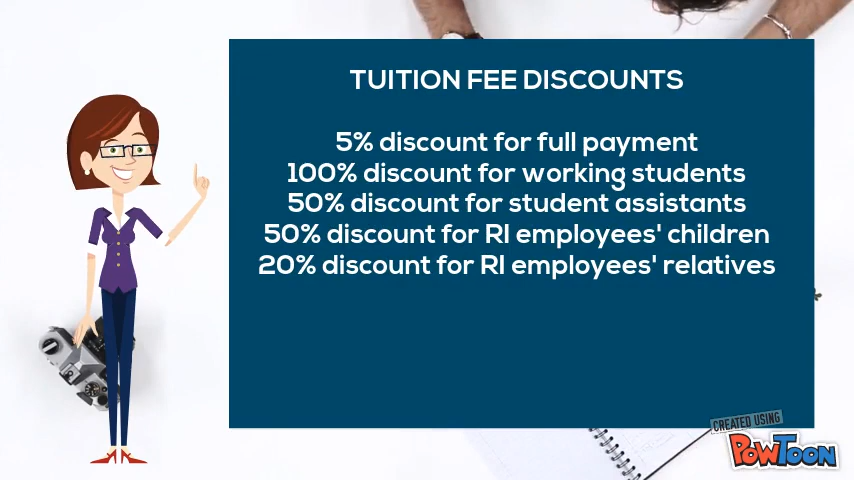 TUITION FEE DISCOUNTS
5% discount for full payment
100% discount for working students
50% discount for student assistants
50% discount for RI employees' children
20% discount for RI employees' relatives
CREATED USING
POWTOON